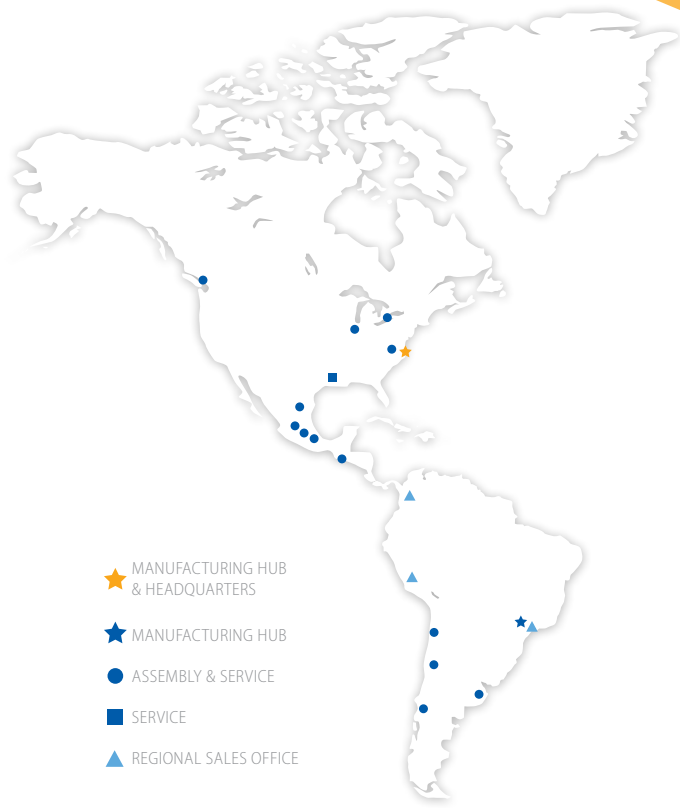 MANUFACTURING HUB
& HEADQUARTERS
MANUFACTURING HUB
ASSEMBLY & SERVICE
SERVICE
REGIONAL SALES OFFICE